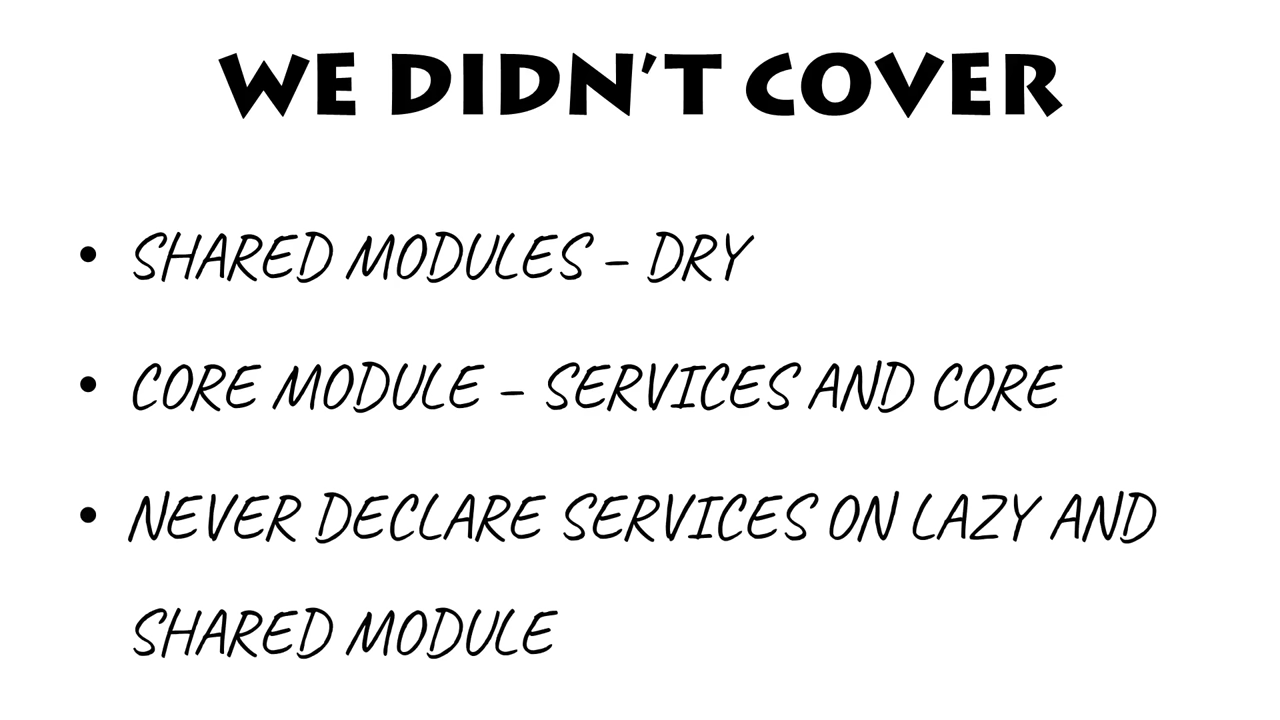 WE DIDN'T COVER
• SHARED MODULES – DRY
• CORE MODULE – SERVICES AND CORE
• NEVER DECLARE SERVICES ON LAZY AND
SHARED MODULE